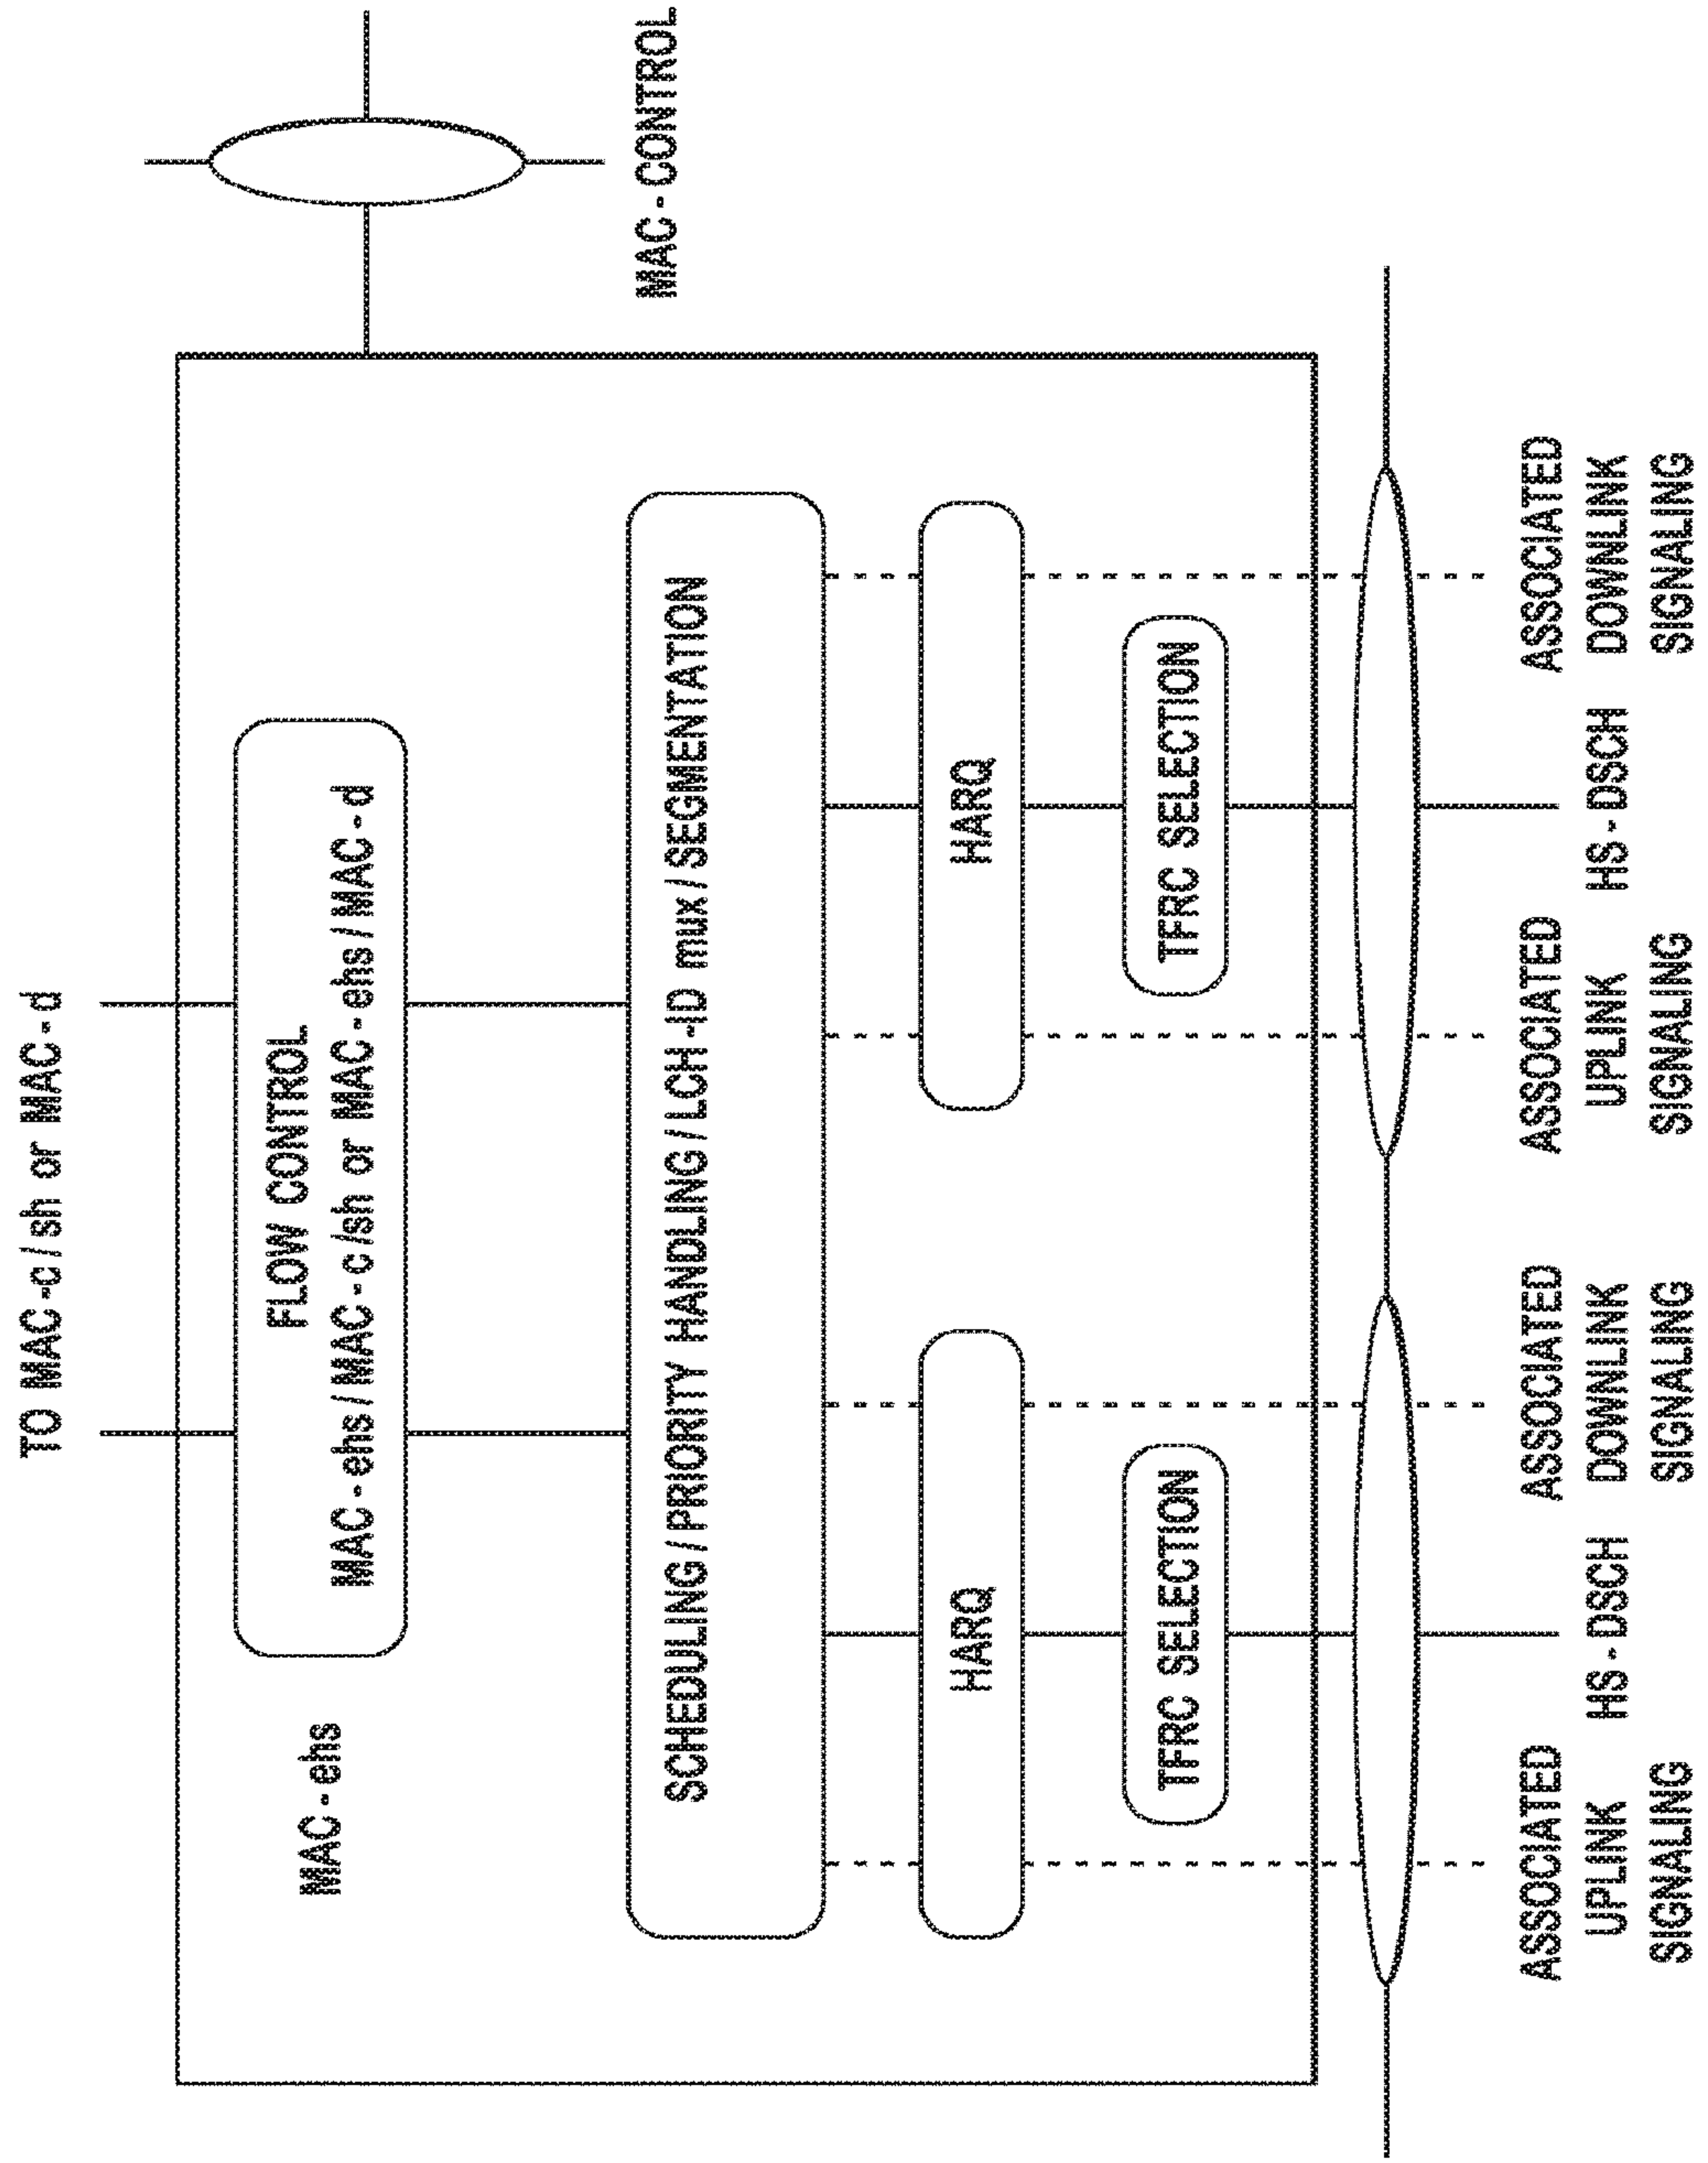 TO MAC-c/sh or MAC-d
FLOW CONTROL
MAC-ehs/MAC-c/sh or MAC-ehs/MAC-d
MAC-ehs
MAC-CONTROL
SCHEDULING/PRIORITY HANDLING/LCH-ID mux/SEGMENTATION
HARQ
HARQ
TFRC SELECTION
TFRC SELECTION
ASSOCIATED
UPLINK
SIGNALING
HS-DSCH
ASSOCIATED
DOWNLINK
SIGNALING
ASSOCIATED
UPLINK
SIGNALING
HS-DSCH
ASSOCIATED
DOWNLINK
SIGNALING